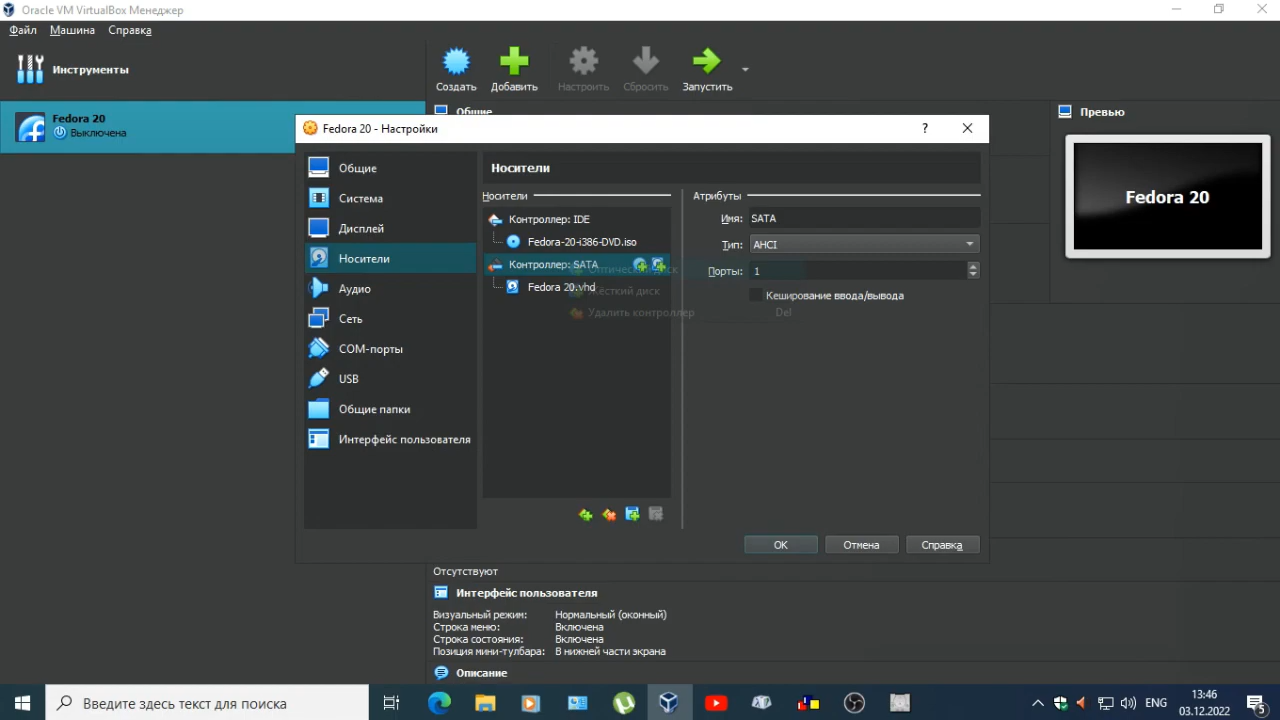 Oracle VM VirtualBox Менеджер
Файл Машина Справка
Инструменты
Создать Добавить Настроить Сбросить Запустить
Fedora 20
Выключена
Общие
Превью
Fedora 20
Fedora 20 - Настройки
?
Общие
Система
Дисплей
Носители
Аудио
Сеть
COM-порты
USB
Общие папки
Интерфейс пользователя
Носители
Носители
Контроллер: IDE
Fedora-20-i386-DVD.iso
Контроллер: SATA
Fedora 20.vhd
Оптический диск
Жёсткий диск
Удалить контроллер Del
Атрибуты
Имя: SATA
Тип: AHCI
Порты: 1
Кеширование ввода/вывода
OK Отмена Справка
Отсутствуют
Интерфейс пользователя
Визуальный режим: Нормальный (оконный)
Строка меню: Включена
Строка состояния: Включена
Позиция мини-тулбара: В нижней части экрана
Описание
Введите здесь текст для поиска
ENG
13:46
03.12.2022
5